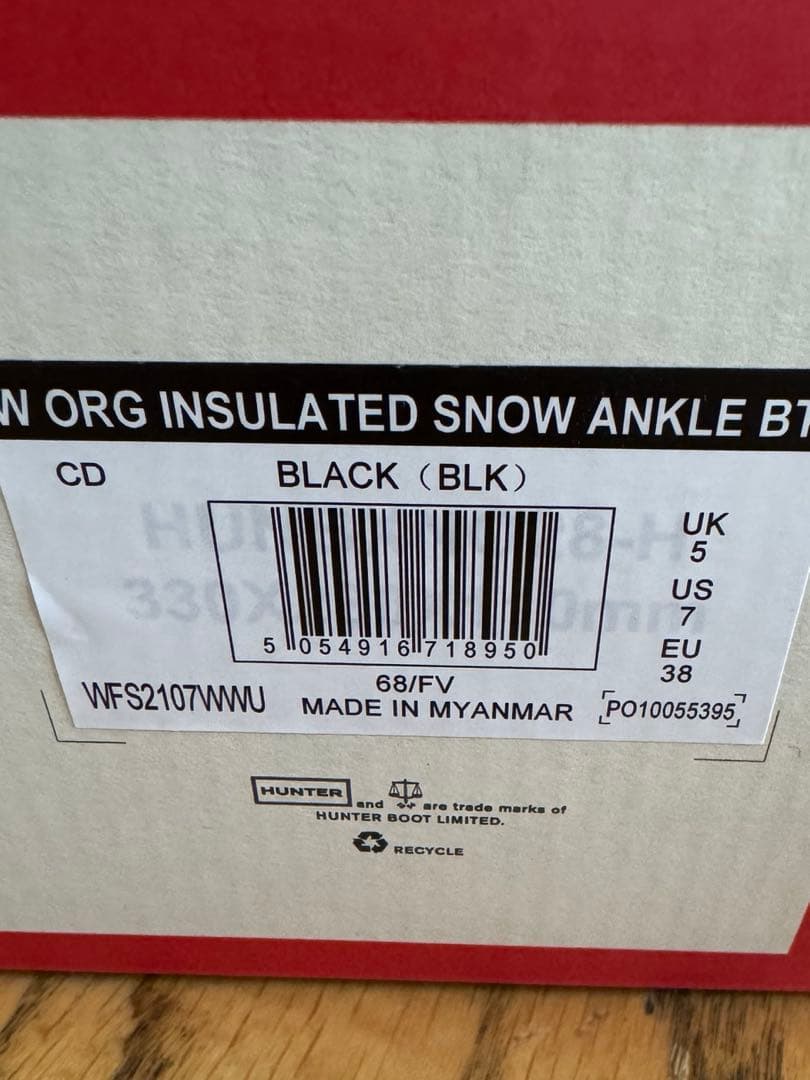 W ORG INSULATED SNOW ANKLE BT
CD
BLACK (BLK)
UK
5
US
7
EU
38
5 054916 718950
68/FV
WFS2107WWU
MADE IN MYANMAR
PO10055395
HUNTER and are trade marks of
HUNTER BOOT LIMITED.
RECYCLE